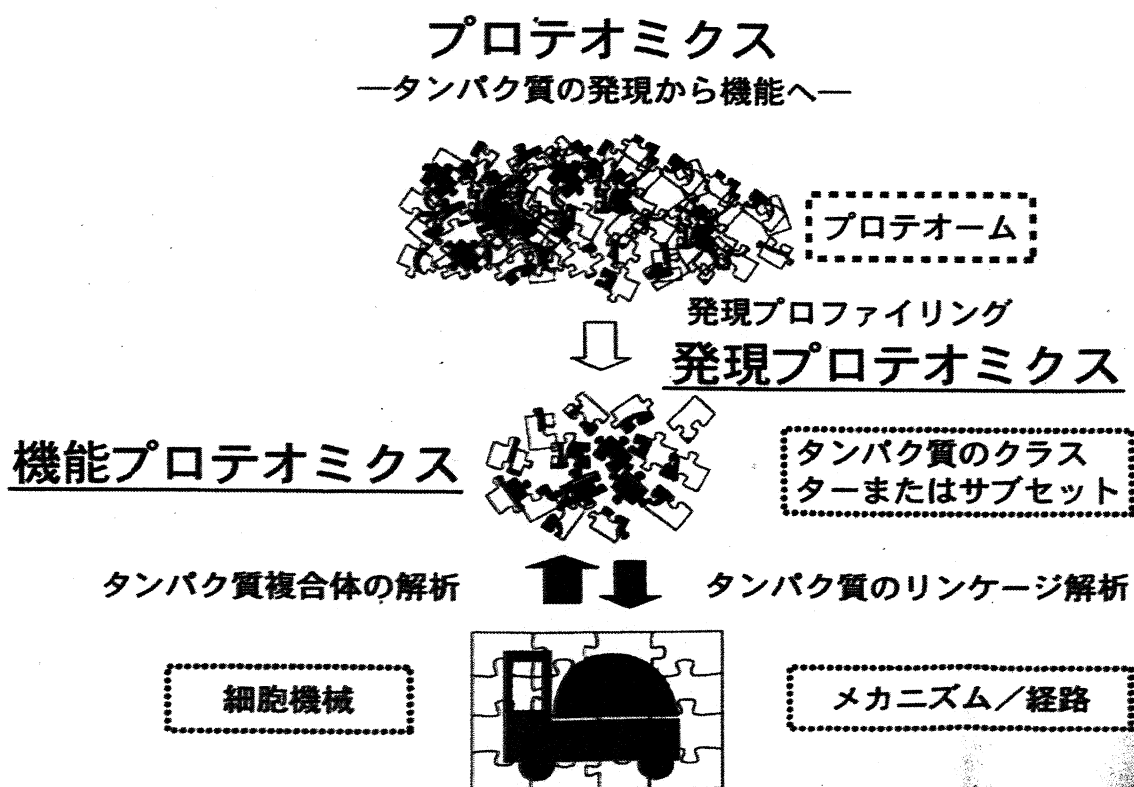 プロテオミクス
―タンパク質の発現から機能へ―
プロテオーム
発現プロファイリング
発現プロテオミクス
機能プロテオミクス
タンパク質のクラス
ターまたはサブセット
タンパク質複合体の解析
タンパク質のリンケージ解析
細胞機械
メカニズム／経路